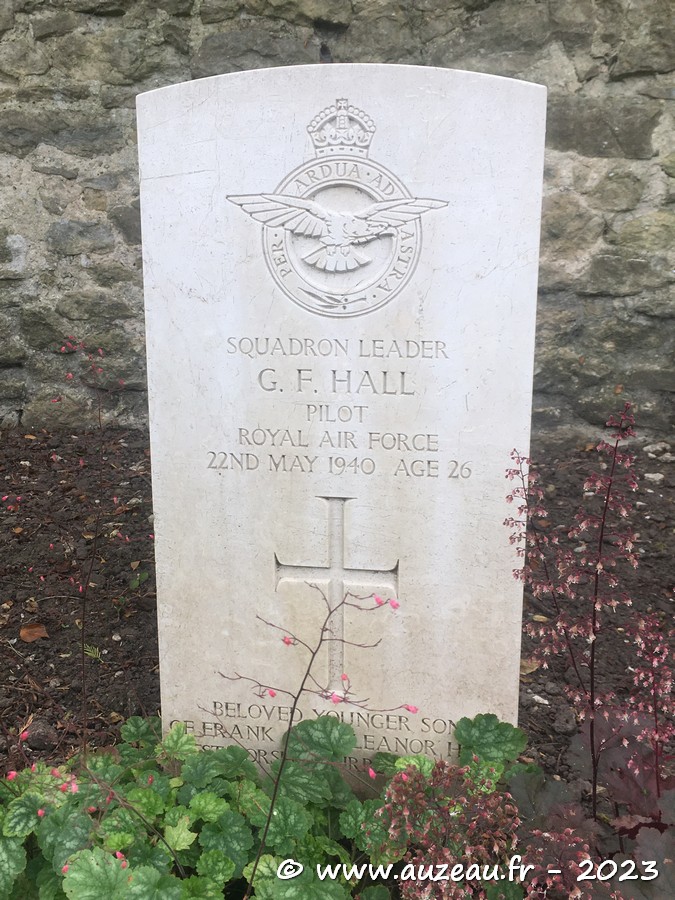 PER · ARDUA · AD · ASTRA
SQUADRON LEADER
G. F. HALL
PILOT
ROYAL AIR FORCE
22ND MAY 1940 AGE 26
BELOVED YOUNGER SON
OF FRANK ELEANOR
© www.auzeau.fr - 2023